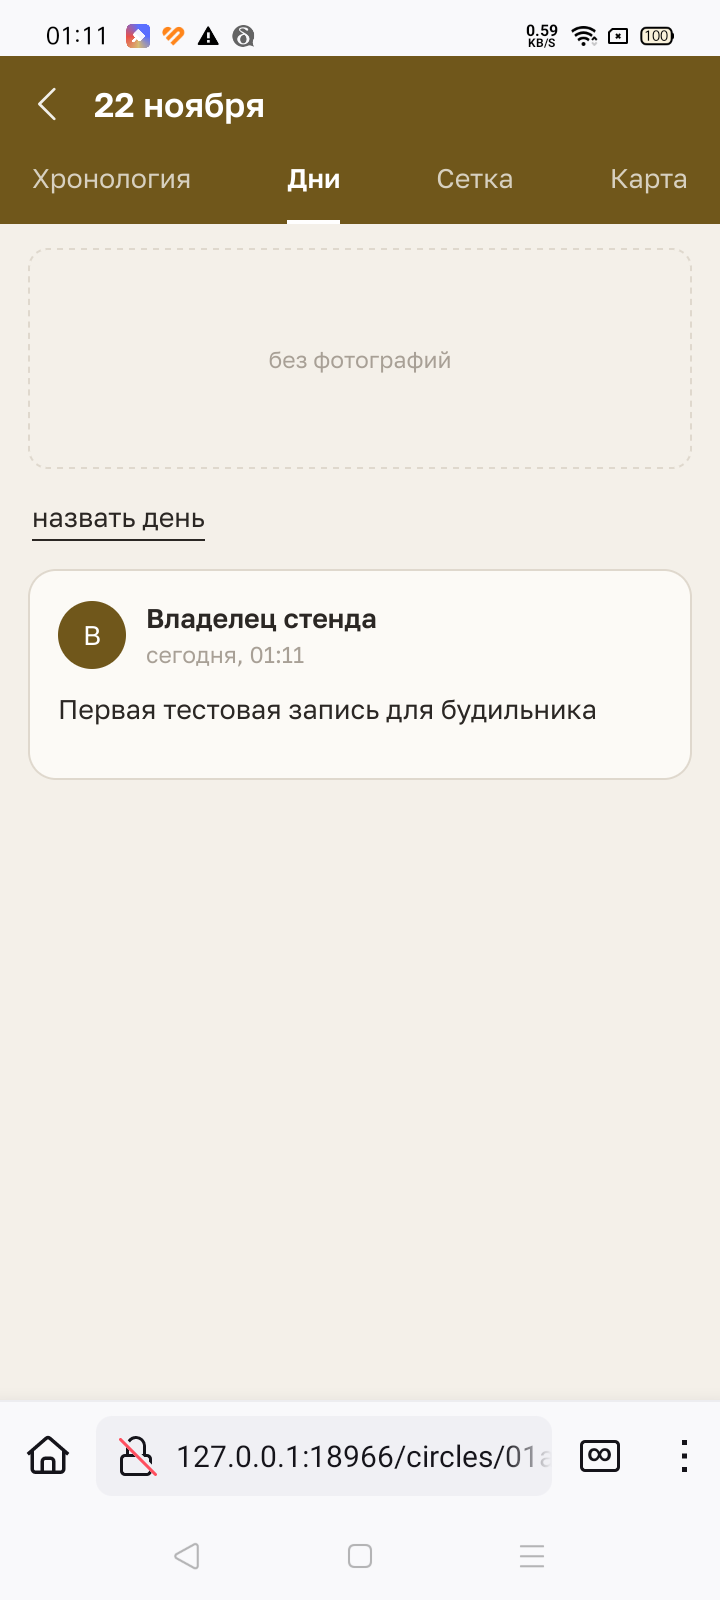 01:11
0.59
KB/S
100
22 ноября
Хронология Дни Сетка Карта
без фотографий
назвать день
В
Владелец стенда
сегодня, 01:11
Первая тестовая запись для будильника
127.0.0.1:18966/circles/01a